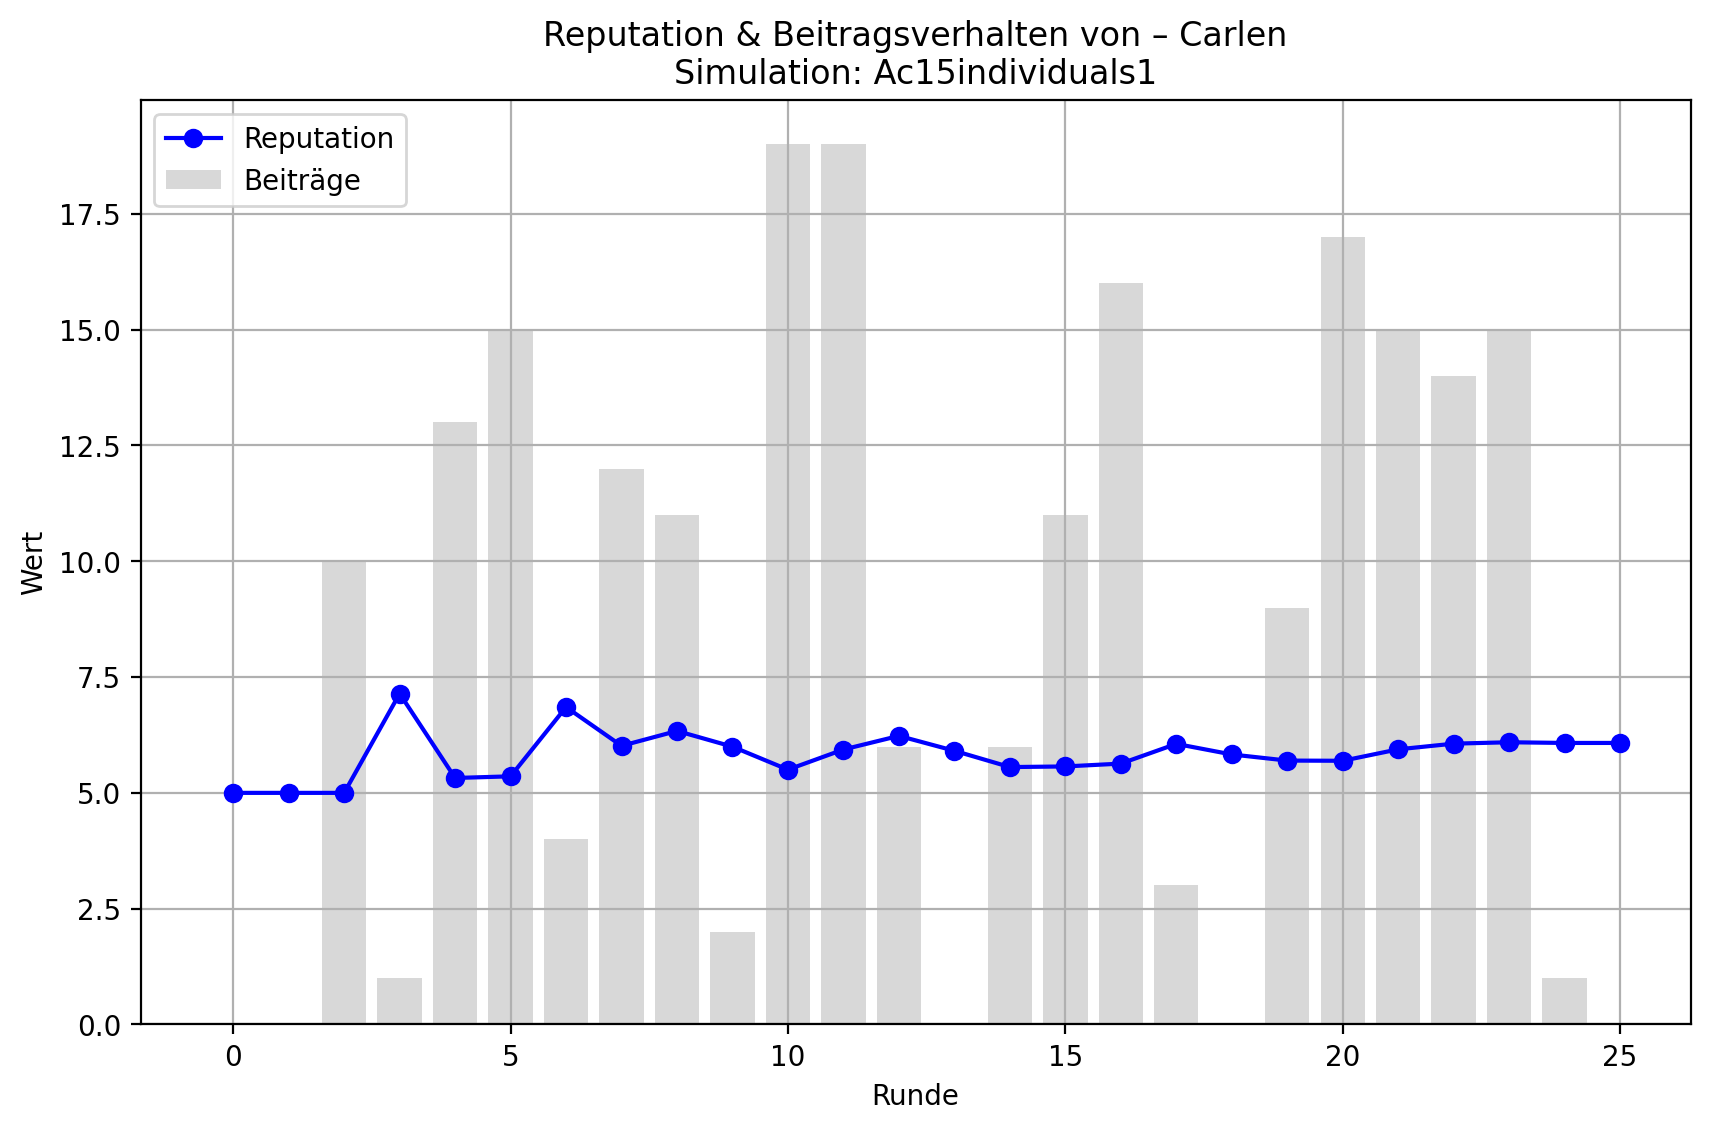 Reputation & Beitragsverhalten von – Carlen
Simulation: Ac15individuals1
Reputation
Beiträge
17.5
15.0
12.5
10.0
7.5
5.0
2.5
0.0
Wert
0 5 10 15 20 25
Runde